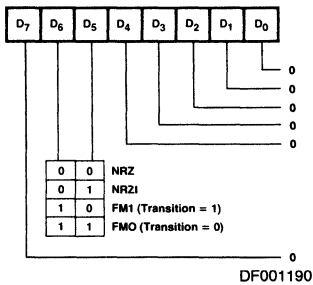 D7 D6 D5 D4 D3 D2 D1 D0
0
0
0
0
0
0 0 NRZ
0 1 NRZI
1 0 FM1 (Transition = 1)
1 1 FMO (Transition = 0)
0
DF001190